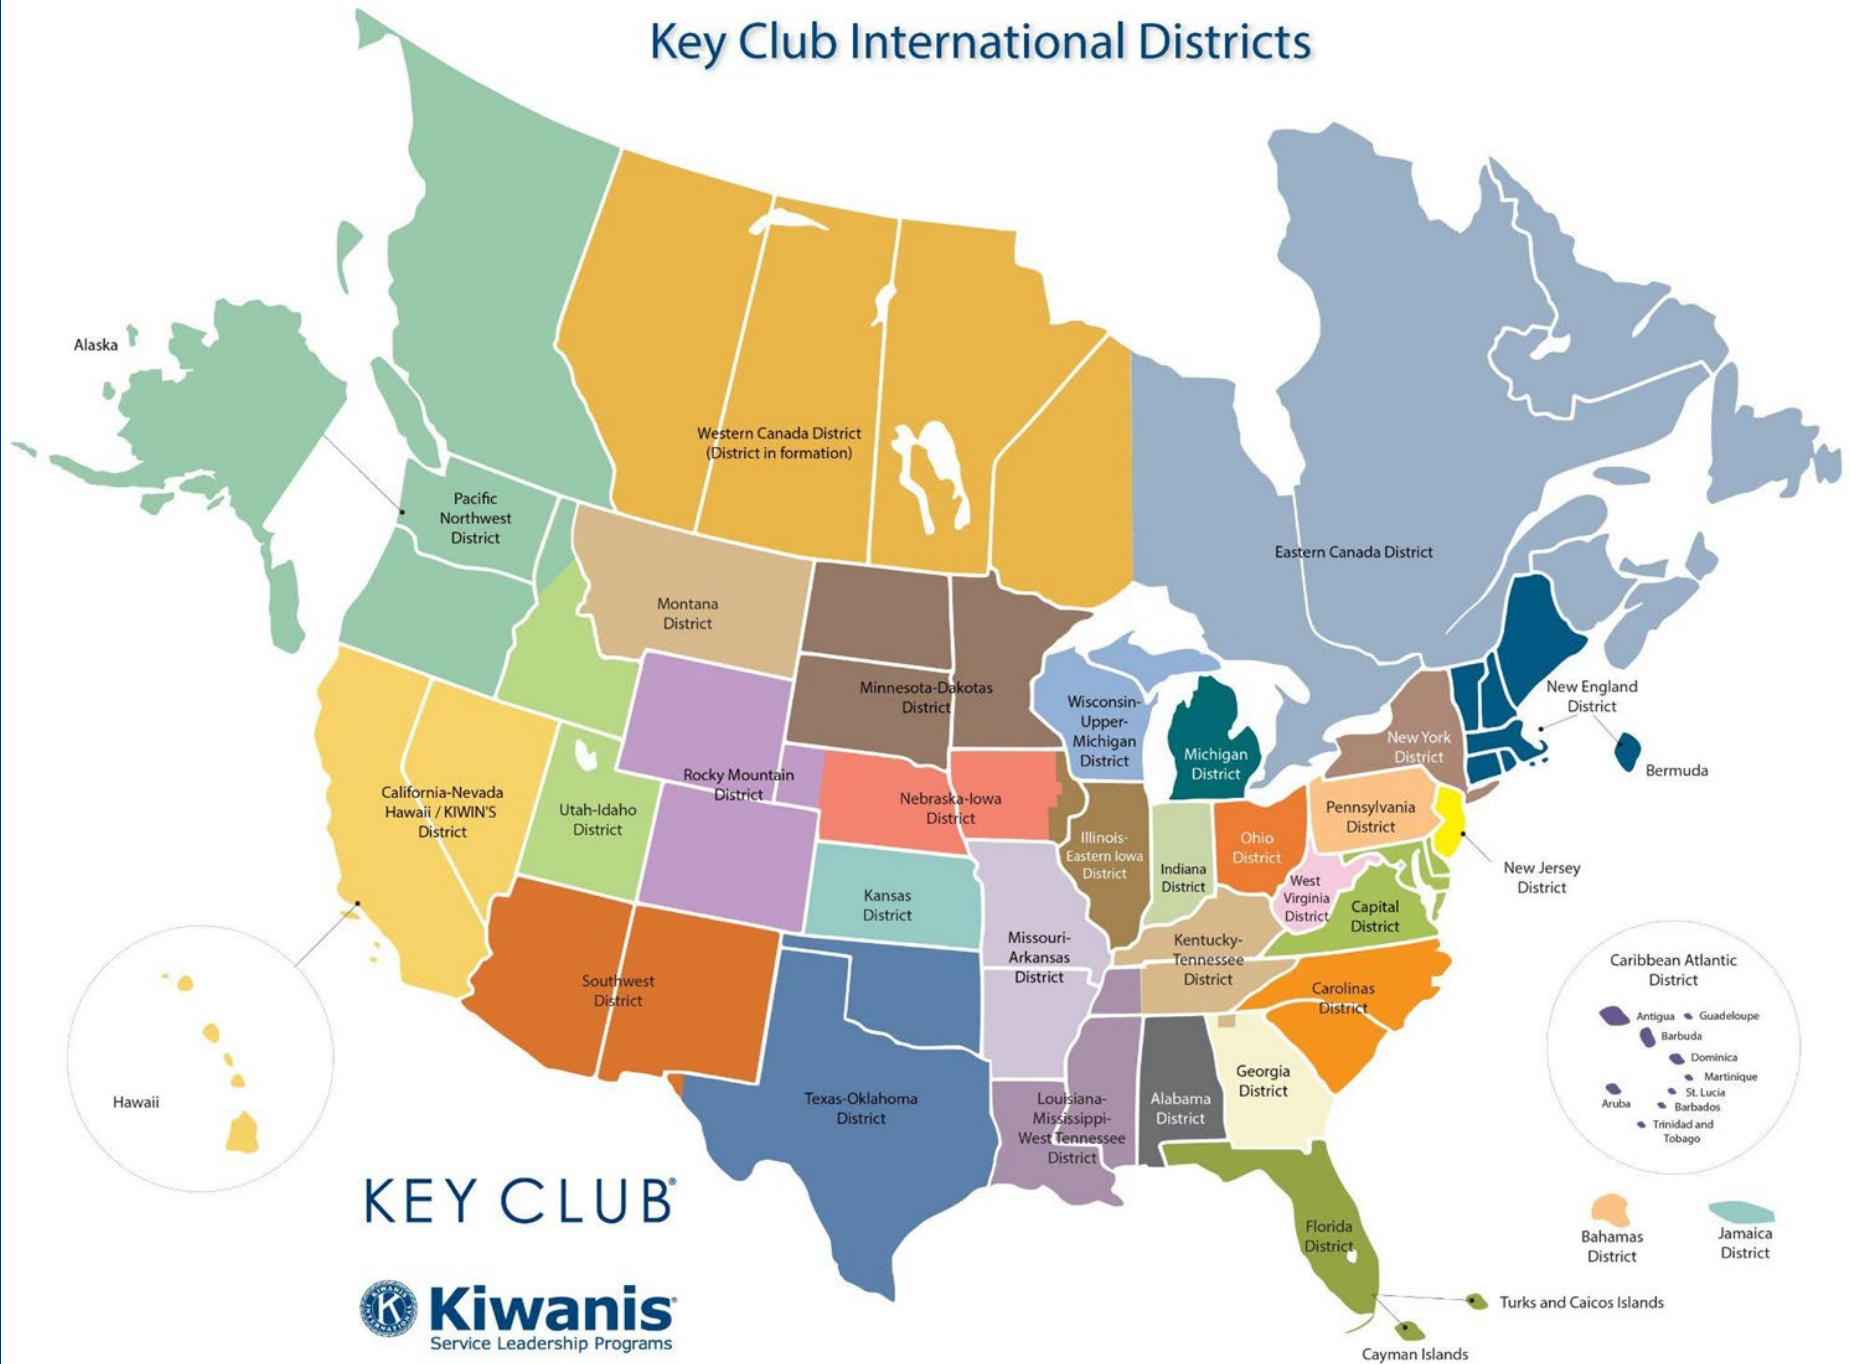 Key Club International Districts
Alaska
Western Canada District
(District in formation)
Pacific
Northwest
District
Eastern Canada District
Montana
District
Minnesota-Dakotas
District
Wisconsin-
Upper-
Michigan
District
Michigan
District
New York
District
New England
District
Bermuda
California-Nevada
Hawaii / KIWIN'S
District
Utah-Idaho
District
Rocky Mountain
District
Nebraska-Iowa
District
Illinois-
Eastern Iowa
District
Indiana
District
Ohio
District
Pennsylvania
District
New Jersey
District
West
Virginia
District
Capital
District
Kansas
District
Missouri-
Arkansas
District
Kentucky-
Tennessee
District
Carolinas
District
Southwest
District
Texas-Oklahoma
District
Louisiana-
Mississippi-
West Tennessee
District
Alabama
District
Georgia
District
Florida
District
Hawaii
Caribbean Atlantic
District
Antigua
Guadeloupe
Barbuda
Dominica
Martinique
St. Lucia
Aruba
Barbados
Trinidad and
Tobago
Bahamas
District
Jamaica
District
Turks and Caicos Islands
Cayman Islands
KEY CLUB®
K
KIWANIS
INTERNATIONAL
Kiwanis®
Service Leadership Programs